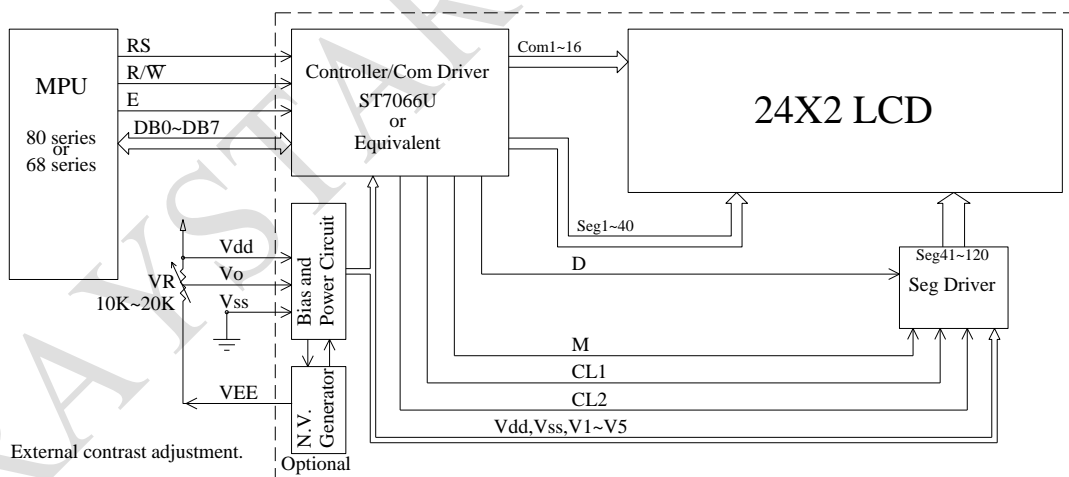 RS
R/W̅
E
DB0~DB7
MPU
80 series
or
68 series
Controller/Com Driver
ST7066U
or
Equivalent
Com1~16
24X2 LCD
Seg1~40
Seg41~120
Seg Driver
D
M
CL1
CL2
Vdd,Vss,V1~V5
Vdd
Vo
Vss
VR
10K~20K
Bias and
Power Circuit
VEE
N.V.
Generator
Optional
External contrast adjustment.